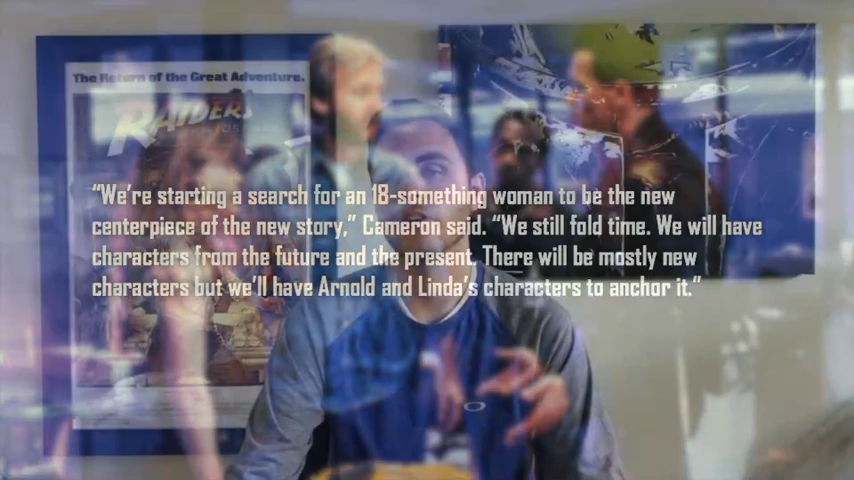 The Return of the Great Adventure.
RAIDERS
“We’re starting a search for an 18-something woman to be the new
centerpiece of the new story,” Cameron said. “We still fold time. We will have
characters from the future and the present. There will be mostly new
characters but we’ll have Arnold and Linda’s characters to anchor it.”